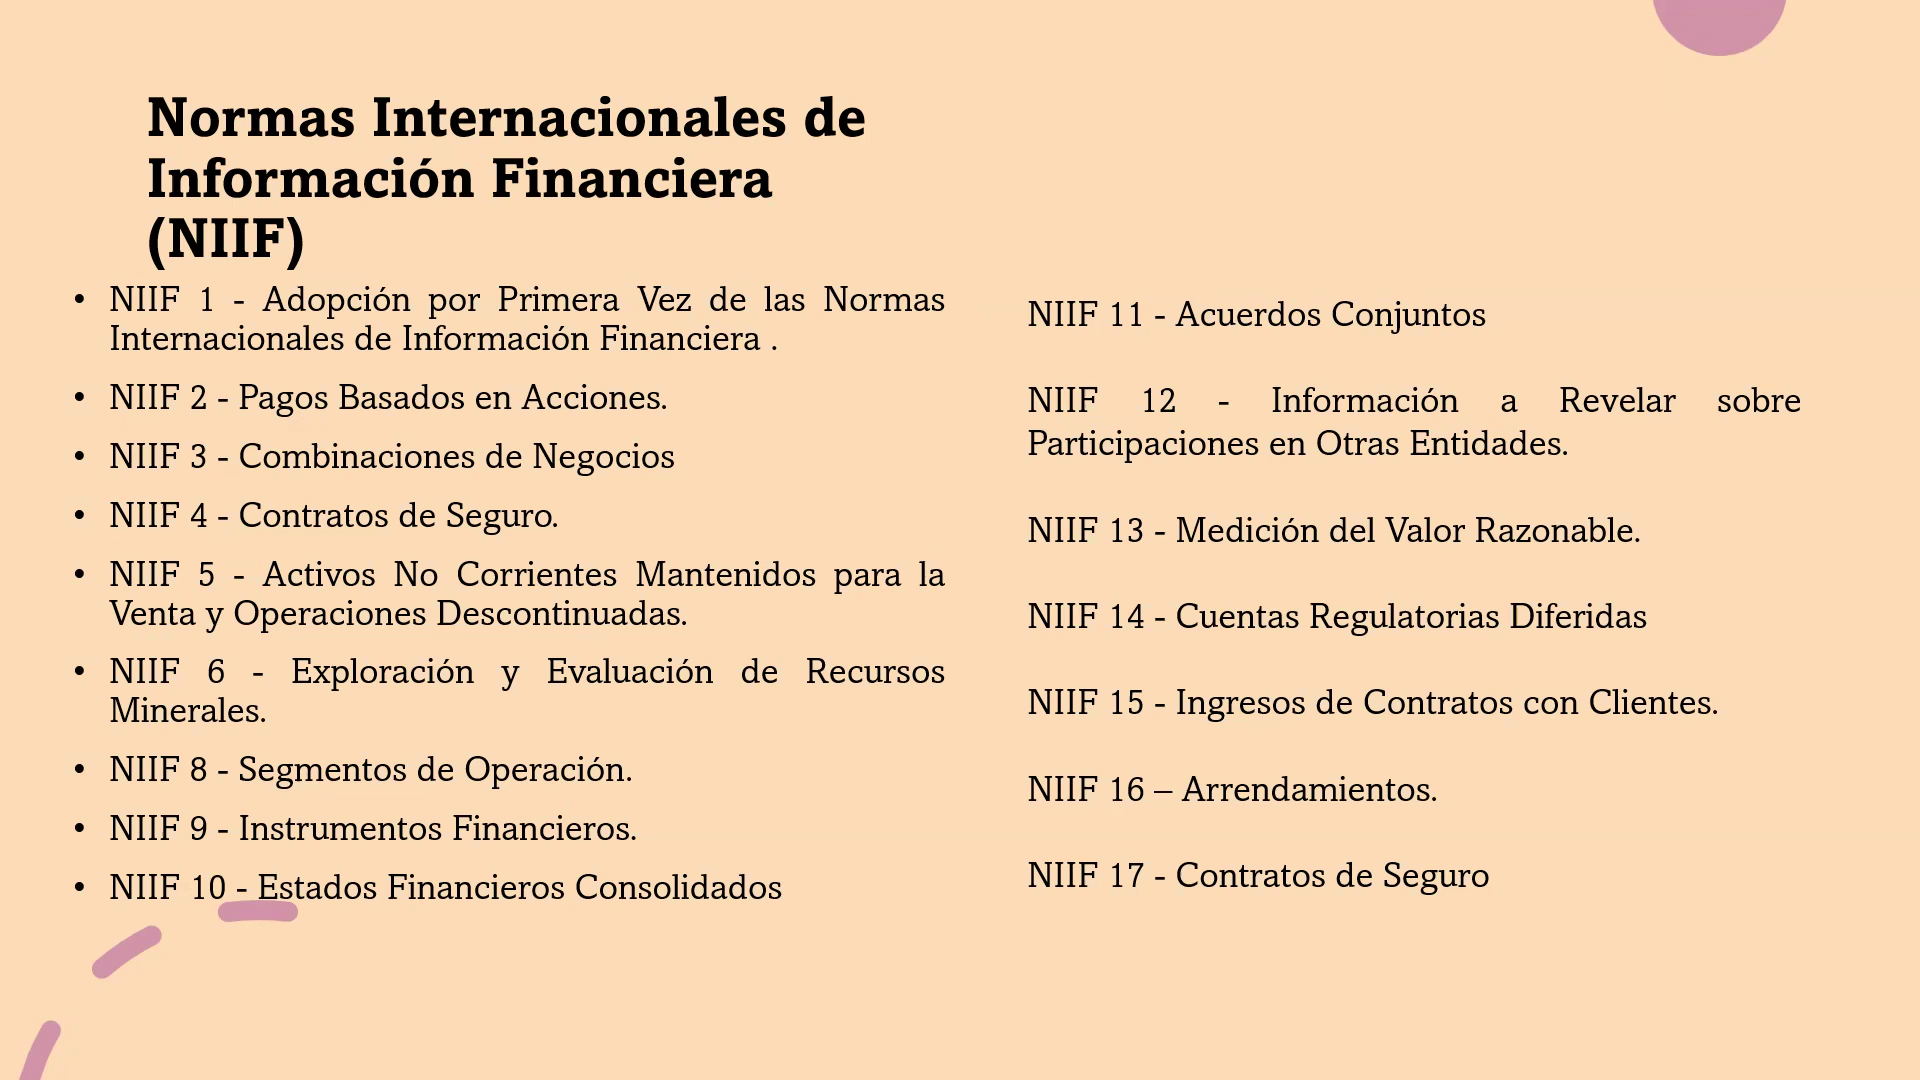 Normas Internacionales de
Información Financiera
(NIIF)
• NIIF 1 - Adopción por Primera Vez de las Normas
Internacionales de Información Financiera .
• NIIF 2 - Pagos Basados en Acciones.
• NIIF 3 - Combinaciones de Negocios
• NIIF 4 - Contratos de Seguro.
• NIIF 5 - Activos No Corrientes Mantenidos para la
Venta y Operaciones Descontinuadas.
• NIIF 6 - Exploración y Evaluación de Recursos
Minerales.
• NIIF 8 - Segmentos de Operación.
• NIIF 9 - Instrumentos Financieros.
• NIIF 10 - Estados Financieros Consolidados
NIIF 11 - Acuerdos Conjuntos
NIIF 12 - Información a Revelar sobre
Participaciones en Otras Entidades.
NIIF 13 - Medición del Valor Razonable.
NIIF 14 - Cuentas Regulatorias Diferidas
NIIF 15 - Ingresos de Contratos con Clientes.
NIIF 16 – Arrendamientos.
NIIF 17 - Contratos de Seguro